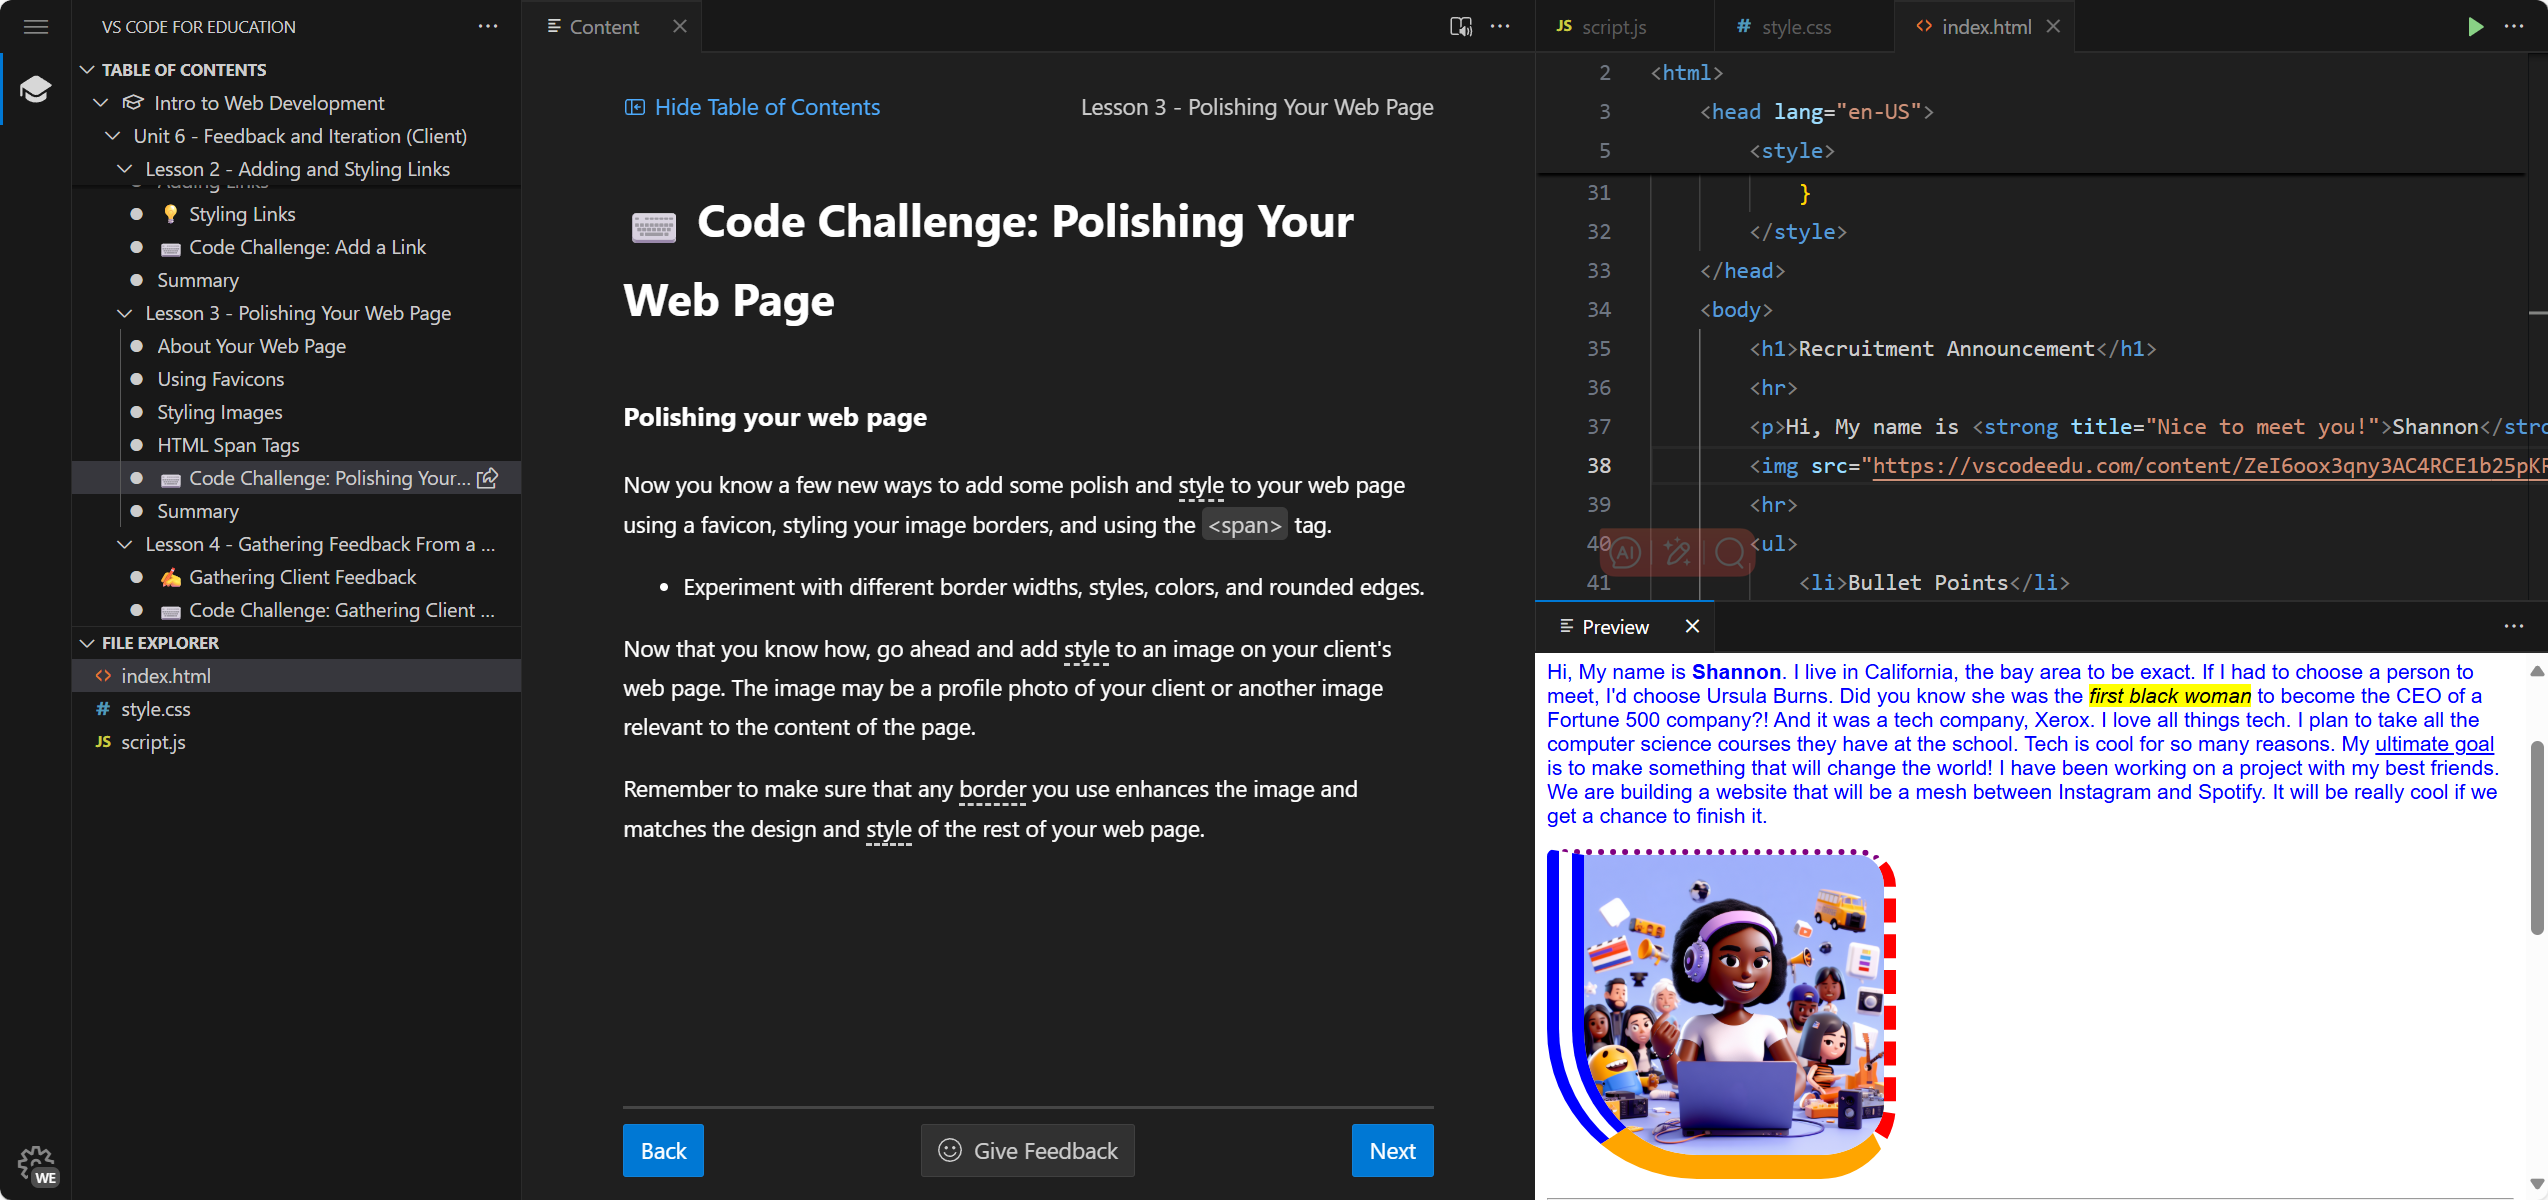 VS CODE FOR EDUCATION
TABLE OF CONTENTS
Intro to Web Development
Unit 6 - Feedback and Iteration (Client)
Lesson 2 - Adding and Styling Links
Adding Links
Styling Links
Code Challenge: Add a Link
Summary
Lesson 3 - Polishing Your Web Page
About Your Web Page
Using Favicons
Styling Images
HTML Span Tags
Code Challenge: Polishing Your...
Summary
Lesson 4 - Gathering Feedback From a ...
Gathering Client Feedback
Code Challenge: Gathering Client ...
FILE EXPLORER
<> index.html
# style.css
JS script.js
WE
Content
Hide Table of Contents
Lesson 3 - Polishing Your Web Page
Code Challenge: Polishing Your
Web Page
Polishing your web page
Now you know a few new ways to add some polish and style to your web page
using a favicon, styling your image borders, and using the <span> tag.
• Experiment with different border widths, styles, colors, and rounded edges.
Now that you know how, go ahead and add style to an image on your client's
web page. The image may be a profile photo of your client or another image
relevant to the content of the page.
Remember to make sure that any border you use enhances the image and
matches the design and style of the rest of your web page.
Back
Give Feedback
Next
JS script.js
# style.css
<> index.html
2 <html>
3 <head lang="en-US">
5 <style>
31 }
32 </style>
33 </head>
34 <body>
35 <h1>Recruitment Announcement</h1>
36 <hr>
37 <p>Hi, My name is <strong title="Nice to meet you!">Shannon</stro
38 <img src="https://vscodeedu.com/content/ZeI6oox3qny3AC4RCE1b25pKR
39 <hr>
40 <ul>
41 <li>Bullet Points</li>
AI
Preview
Hi, My name is Shannon. I live in California, the bay area to be exact. If I had to choose a person to
meet, I'd choose Ursula Burns. Did you know she was the first black woman to become the CEO of a
Fortune 500 company?! And it was a tech company, Xerox. I love all things tech. I plan to take all the
computer science courses they have at the school. Tech is cool for so many reasons. My ultimate goal
is to make something that will change the world! I have been working on a project with my best friends.
We are building a website that will be a mesh between Instagram and Spotify. It will be really cool if we
get a chance to finish it.